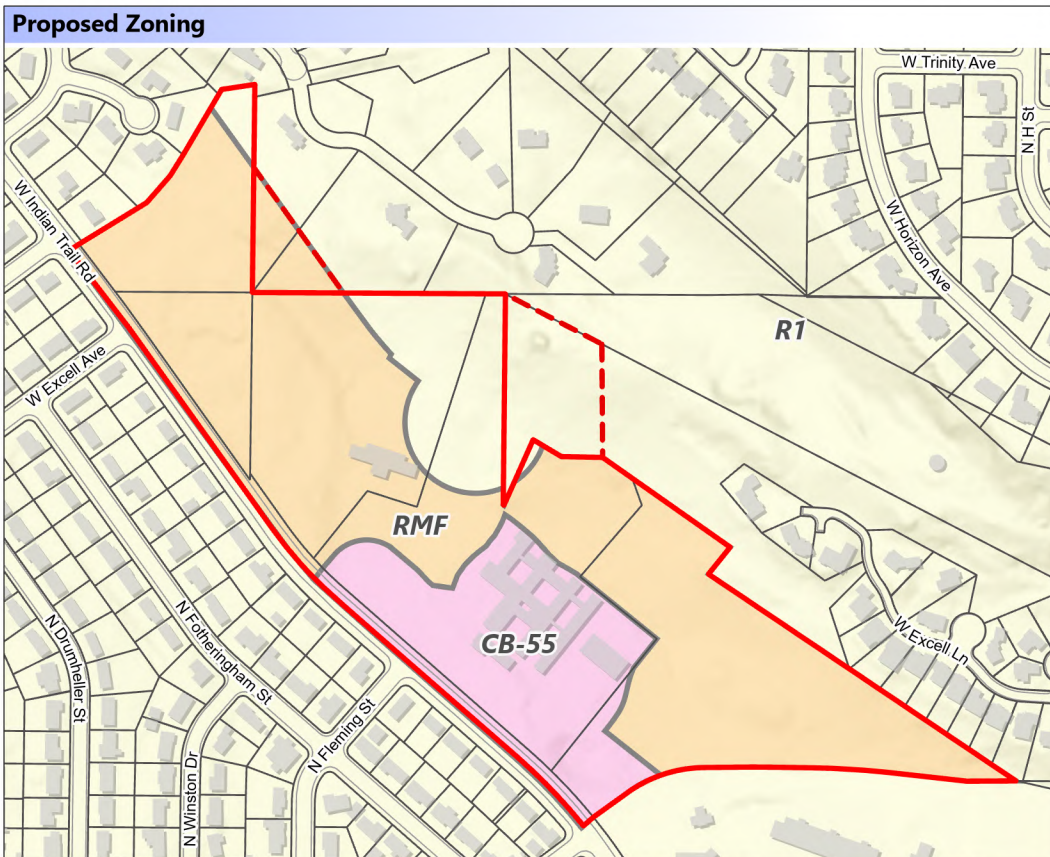 Proposed Zoning
W Trinity Ave
N H St
W Indian Trail Rd
W Horizon Ave
R1
W Excell Ave
RMF
CB-55
W Excell Ln
N Fotheringham St
N Drumheller St
N Fleming St
N Winston Dr